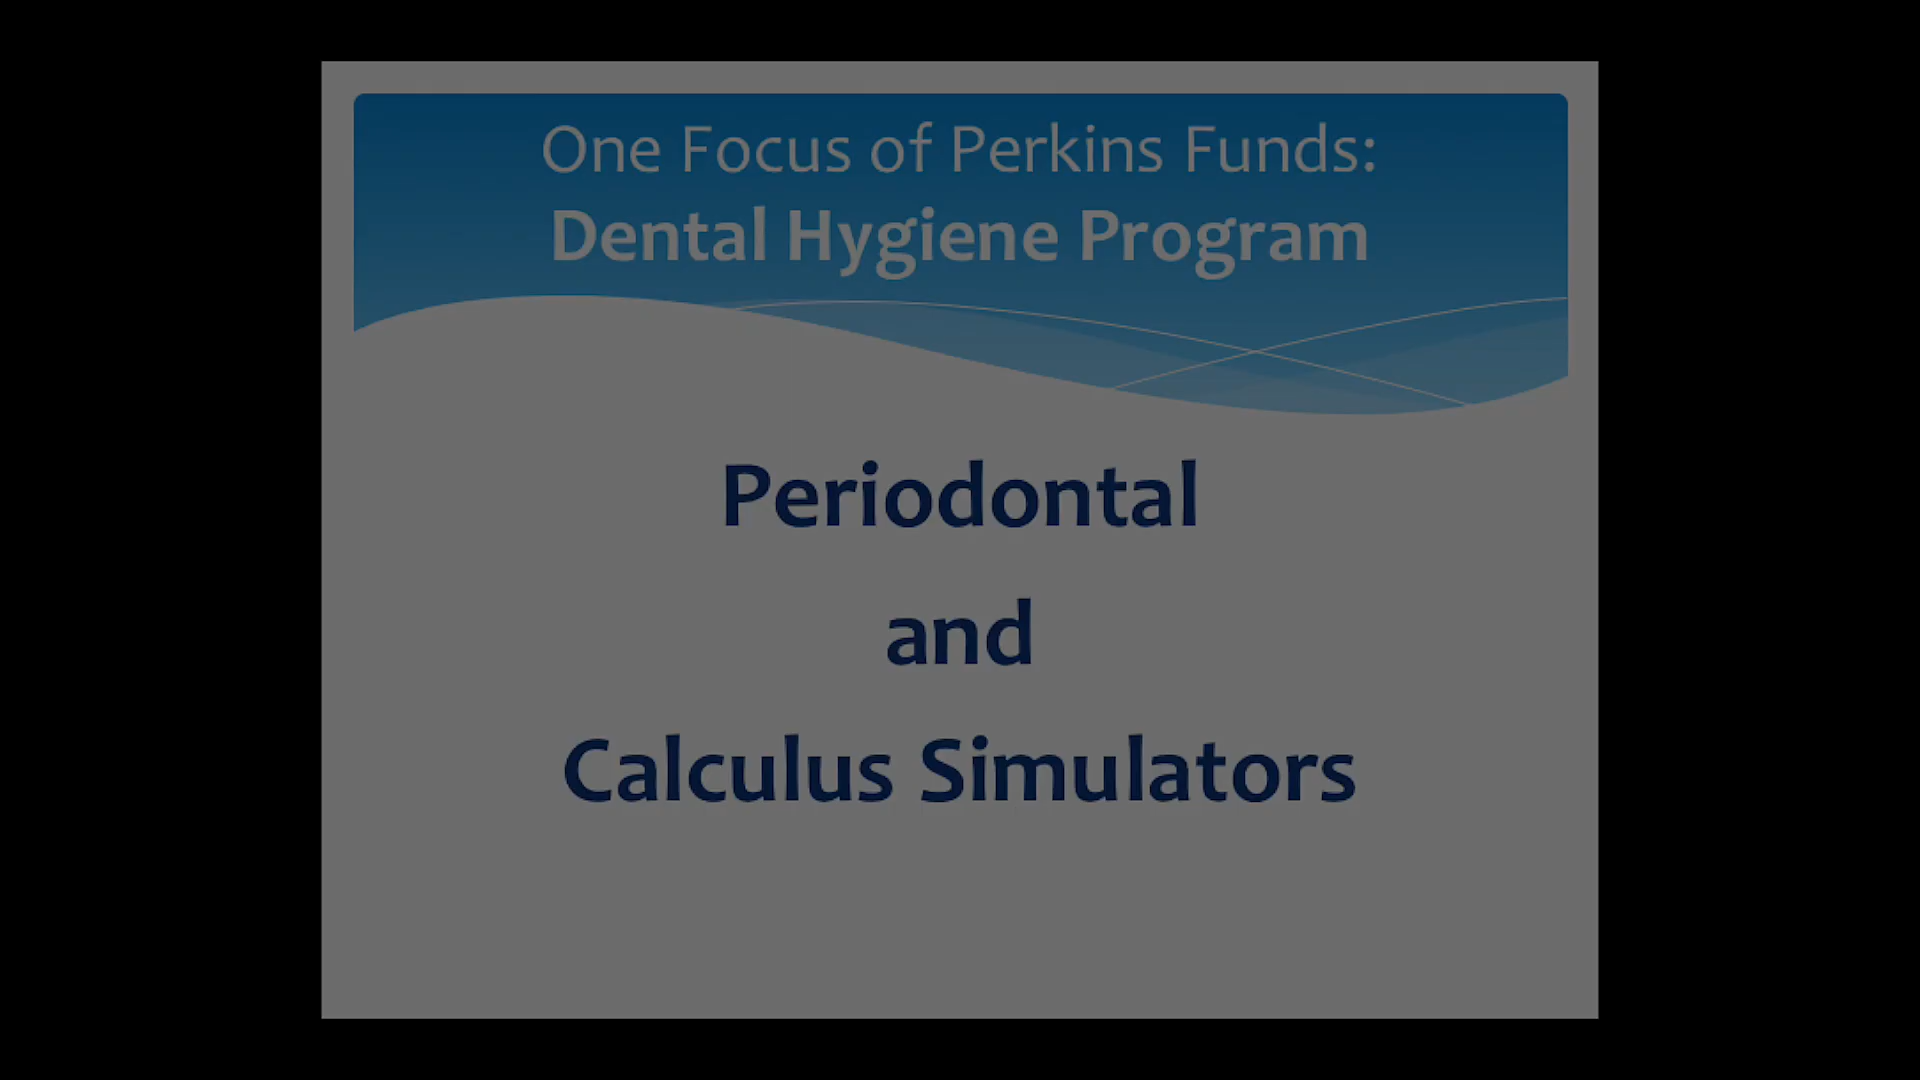 One Focus of Perkins Funds:
Dental Hygiene Program
Periodontal
and
Calculus Simulators